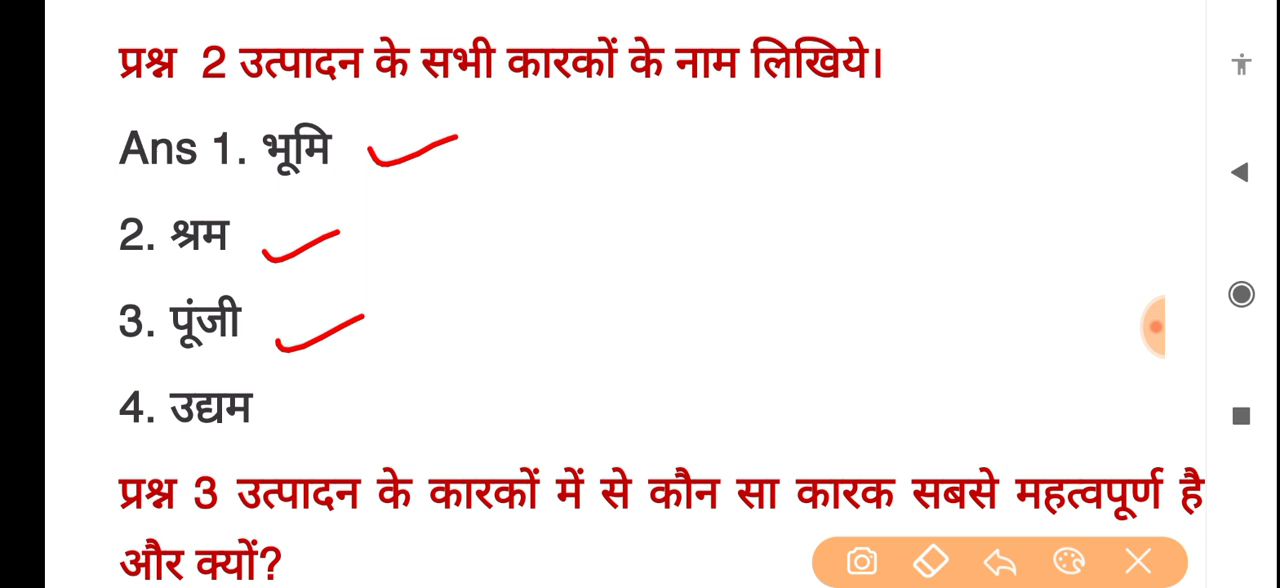 प्रश्न 2 उत्पादन के सभी कारकों के नाम लिखिये।
Ans 1. भूमि
2. श्रम
3. पूंजी
4. उद्यम
प्रश्न 3 उत्पादन के कारकों में से कौन सा कारक सबसे महत्वपूर्ण है
और क्यों?